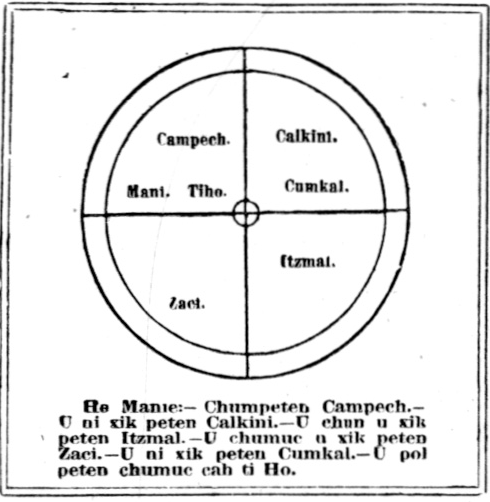 Campech.
Calkini.
Mani. Tiho.
Cumkal.
Itzmal.
Zaci.
He Manie:— Chumpeten Campech.—
U ni xik peten Calkini.—U chun u xik
peten Itzmal.—U chumuc u xik peten
Zaci.—U ni xik peten Cumkal.—U pol
peten chumuc cah ti Ho.